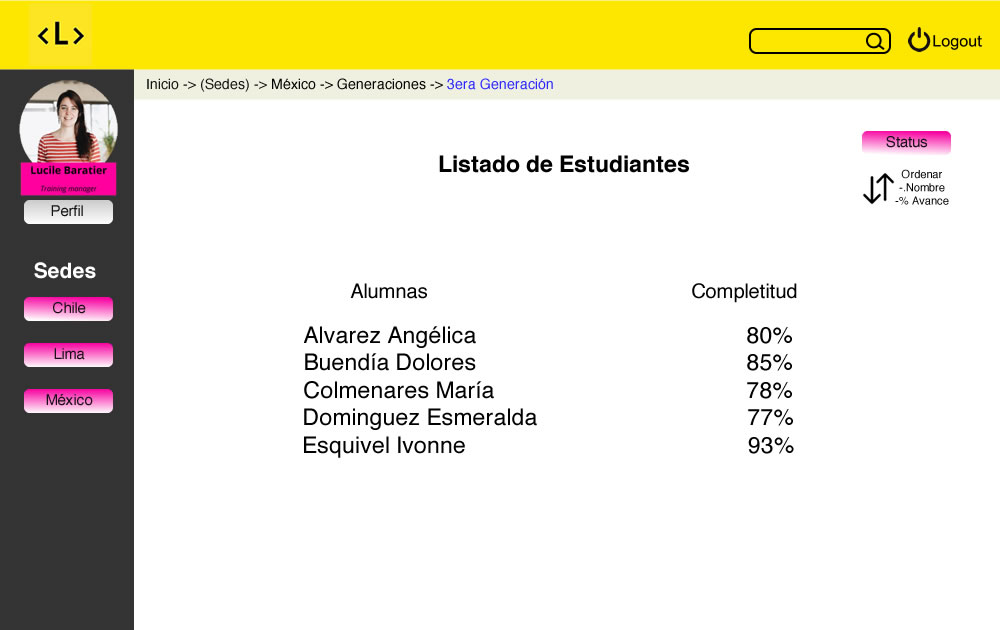 <L>
Logout
Inicio -> (Sedes) -> México -> Generaciones -> 3era Generación
Lucile Baratier
Training manager
Perfil
Sedes
Chile
Lima
México
Listado de Estudiantes
Status
Ordenar
-.Nombre
-% Avance
Alumnas Completitud
Alvarez Angélica 80%
Buendía Dolores 85%
Colmenares María 78%
Dominguez Esmeralda 77%
Esquivel Ivonne 93%